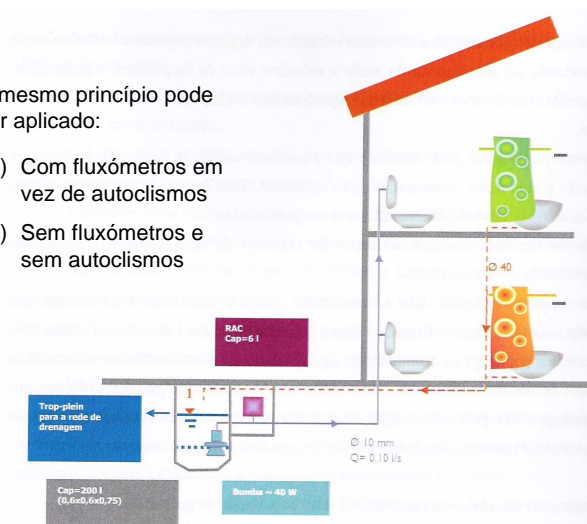 mesmo princípio pode
r aplicado:
) Com fluxómetros em
vez de autoclismos
) Sem fluxómetros e
sem autoclismos
Ø 40
RAC
Cap=6 l
1
Trop-plein
para a rede de
drenagem
Ø 10 mm
Q= 0,10 l/s
Cap=200 l
(0,6x0,6x0,75)
Bomba ~ 40 W